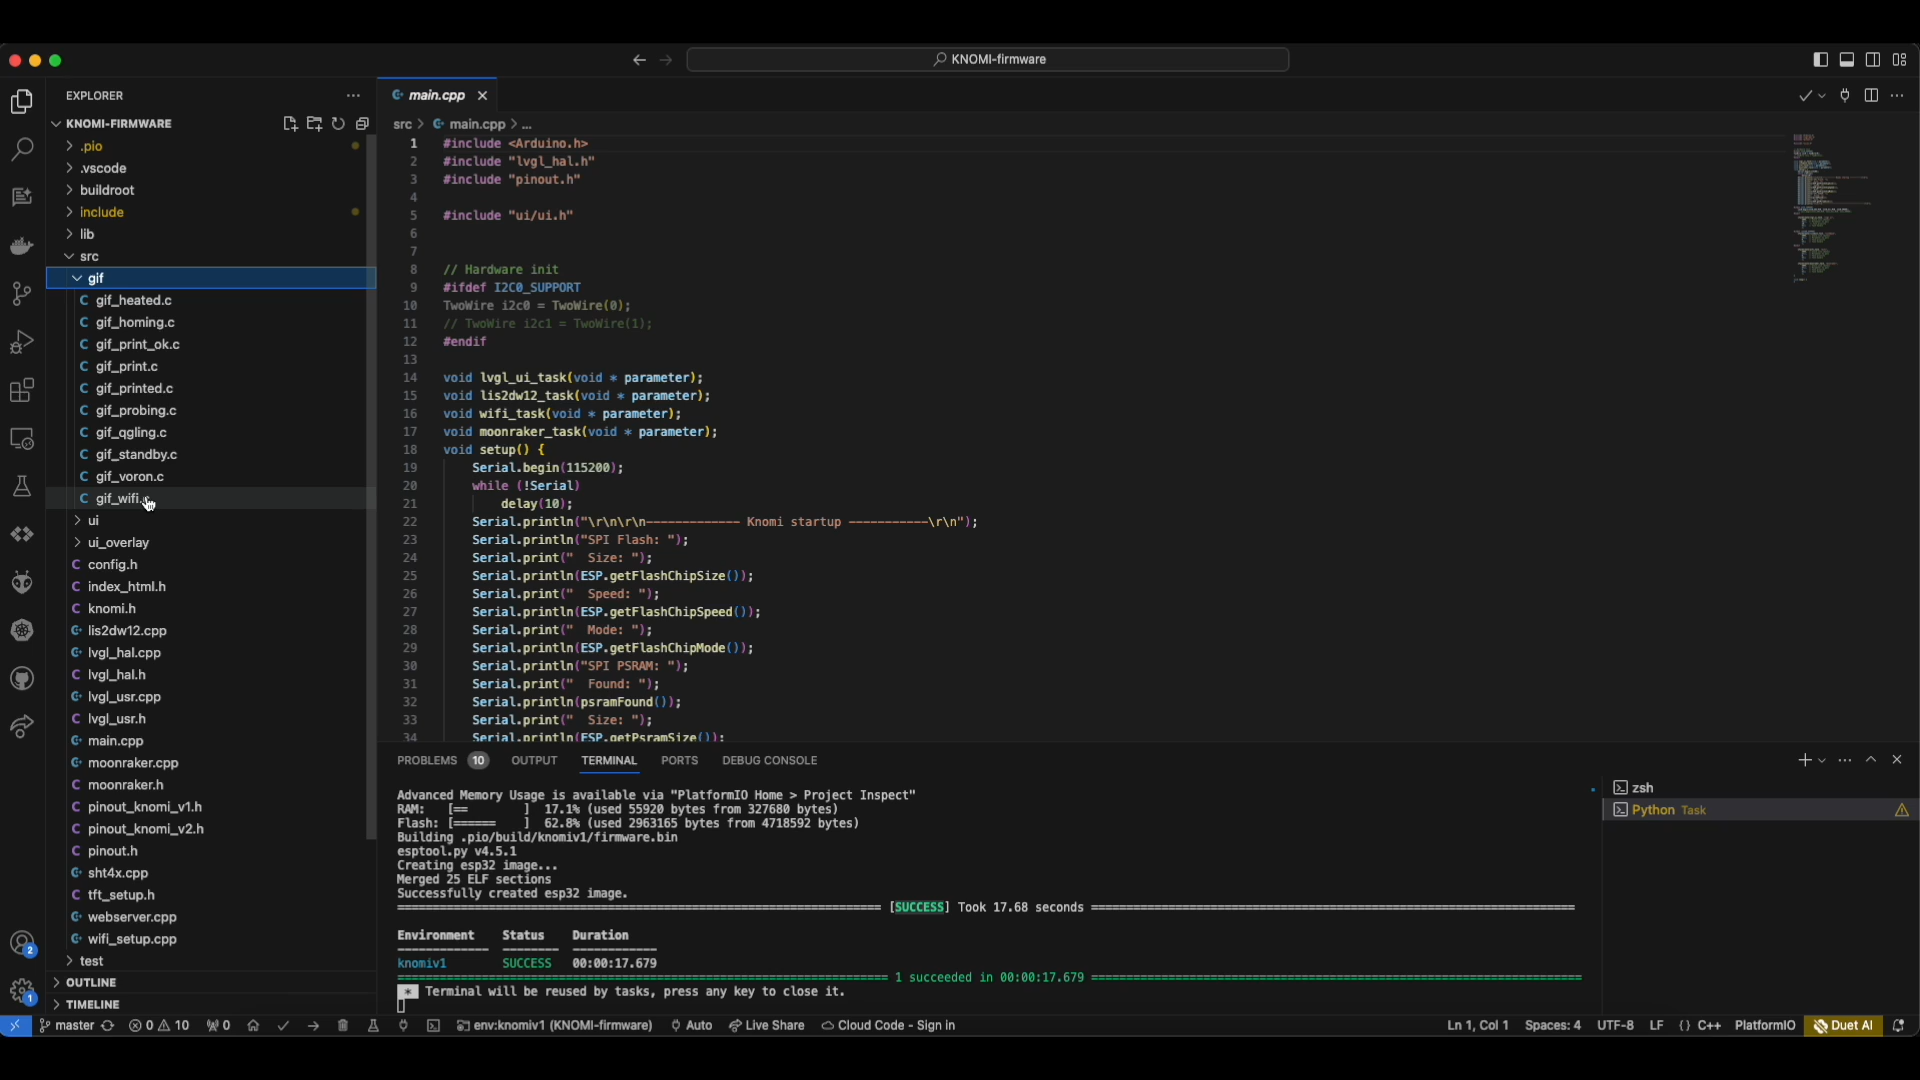 KNOMI-firmware
EXPLORER
KNOMI-FIRMWARE
.pio
.vscode
buildroot
include
lib
src
gif
C gif_heated.c
C gif_homing.c
C gif_print_ok.c
C gif_print.c
C gif_printed.c
C gif_probing.c
C gif_qgling.c
C gif_standby.c
C gif_voron.c
C gif_wifi.c
ui
ui_overlay
C config.h
C index_html.h
C knomi.h
lis2dw12.cpp
lvgl_hal.cpp
C lvgl_hal.h
lvgl_usr.cpp
C lvgl_usr.h
main.cpp
moonraker.cpp
C moonraker.h
C pinout_knomi_v1.h
C pinout_knomi_v2.h
C pinout.h
sht4x.cpp
C tft_setup.h
webserver.cpp
wifi_setup.cpp
test
OUTLINE
TIMELINE
2
1
main.cpp
src > main.cpp > ...
1 #include <Arduino.h>
2 #include "lvgl_hal.h"
3 #include "pinout.h"
4
5 #include "ui/ui.h"
6
7
8 // Hardware init
9 #ifdef I2C0_SUPPORT
10 TwoWire i2c0 = TwoWire(0);
11 // TwoWire i2c1 = TwoWire(1);
12 #endif
13
14 void lvgl_ui_task(void * parameter);
15 void lis2dw12_task(void * parameter);
16 void wifi_task(void * parameter);
17 void moonraker_task(void * parameter);
18 void setup() {
19 Serial.begin(115200);
20 while (!Serial)
21 delay(10);
22 Serial.println("\r\n\r\n------------- Knomi startup -----------\r\n");
23 Serial.println("SPI Flash: ");
24 Serial.print("  Size: ");
25 Serial.println(ESP.getFlashChipSize());
26 Serial.print("  Speed: ");
27 Serial.println(ESP.getFlashChipSpeed());
28 Serial.print("  Mode: ");
29 Serial.println(ESP.getFlashChipMode());
30 Serial.println("SPI PSRAM: ");
31 Serial.print("  Found: ");
32 Serial.println(psramFound());
33 Serial.print("  Size: ");
34 Serial.println(ESP.getPsramSize());
PROBLEMS 10 OUTPUT TERMINAL PORTS DEBUG CONSOLE
Advanced Memory Usage is available via "PlatformIO Home > Project Inspect"
RAM:   [==        ]  17.1% (used 55920 bytes from 327680 bytes)
Flash: [======    ]  62.8% (used 2963165 bytes from 4718592 bytes)
Building .pio/build/knomiv1/firmware.bin
esptool.py v4.5.1
Creating esp32 image...
Merged 25 ELF sections
Successfully created esp32 image.
[SUCCESS] Took 17.68 seconds
Environment Status Duration
knomiv1 SUCCESS 00:00:17.679
1 succeeded in 00:00:17.679
* Terminal will be reused by tasks, press any key to close it.
zsh
Python Task
master 0 10 0 env:knomiv1 (KNOMI-firmware) Auto Live Share Cloud Code - Sign in Ln 1, Col 1 Spaces: 4 UTF-8 LF {} C++ PlatformIO Duet AI